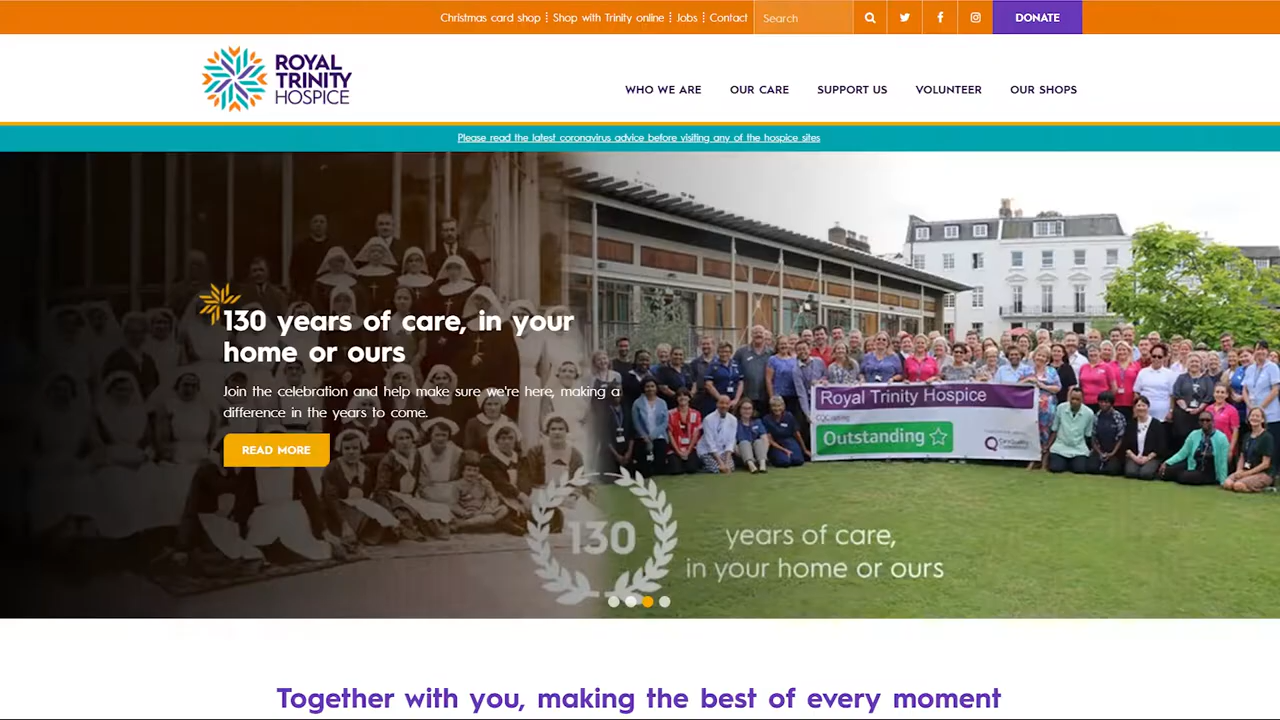 Christmas card shop
Shop with Trinity online
Jobs
Contact
Search
DONATE
ROYAL
TRINITY
HOSPICE
WHO WE ARE
OUR CARE
SUPPORT US
VOLUNTEER
OUR SHOPS
Please read the latest coronavirus advice before visiting any of the hospice sites
130 years of care, in your
home or ours
Join the celebration and help make sure we're here, making a
difference in the years to come.
READ MORE
Royal Trinity Hospice
Outstanding
130
years of care,
in your home or ours
Together with you, making the best of every moment